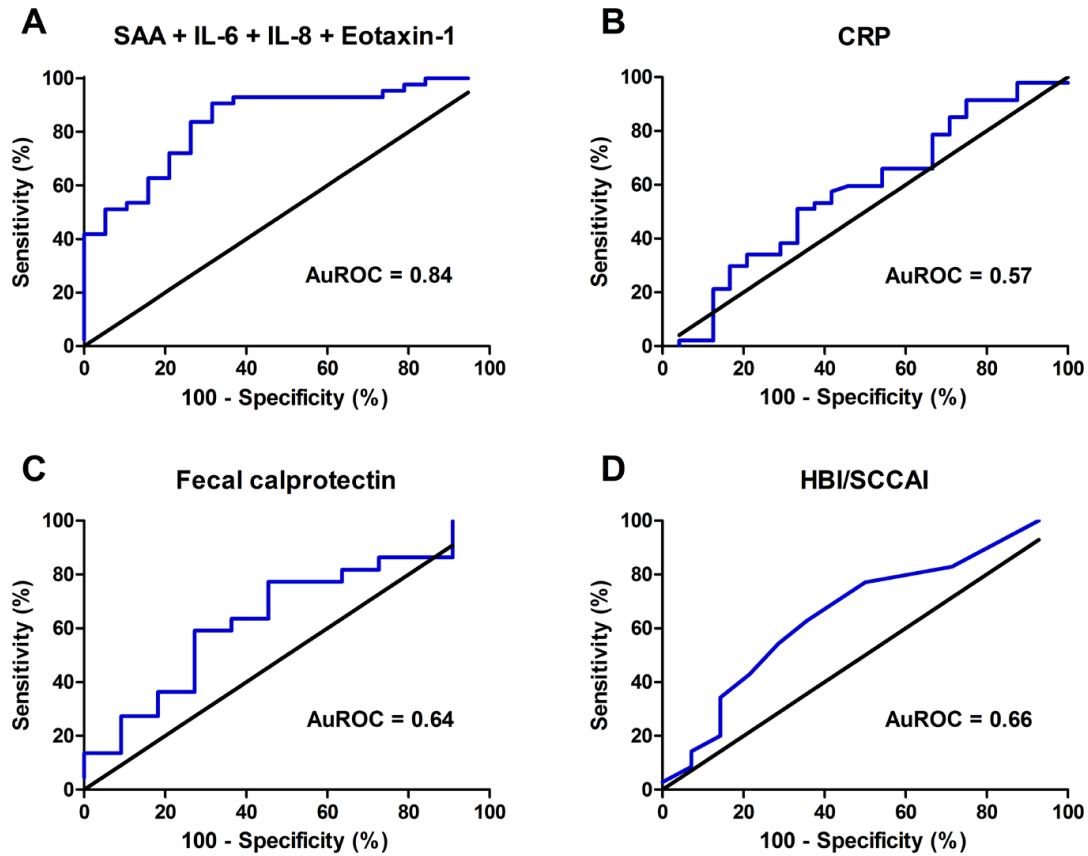 A
SAA + IL-6 + IL-8 + Eotaxin-1
100
80
60
40
20
0
Sensitivity (%)
AuROC = 0.84
0 20 40 60 80 100
100 - Specificity (%)
B
CRP
100
80
60
40
20
0
Sensitivity (%)
AuROC = 0.57
0 20 40 60 80 100
100 - Specificity (%)
C
Fecal calprotectin
100
80
60
40
20
0
Sensitivity (%)
AuROC = 0.64
0 20 40 60 80 100
100 - Specificity (%)
D
HBI/SCCAI
100
80
60
40
20
0
Sensitivity (%)
AuROC = 0.66
0 20 40 60 80 100
100 - Specificity (%)